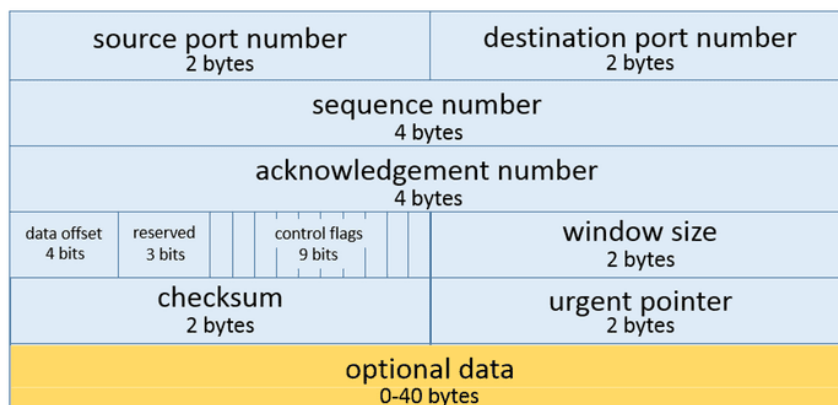 source port number
2 bytes
destination port number
2 bytes
sequence number
4 bytes
acknowledgement number
4 bytes
data offset
4 bits
reserved
3 bits
control flags
9 bits
window size
2 bytes
checksum
2 bytes
urgent pointer
2 bytes
optional data
0-40 bytes